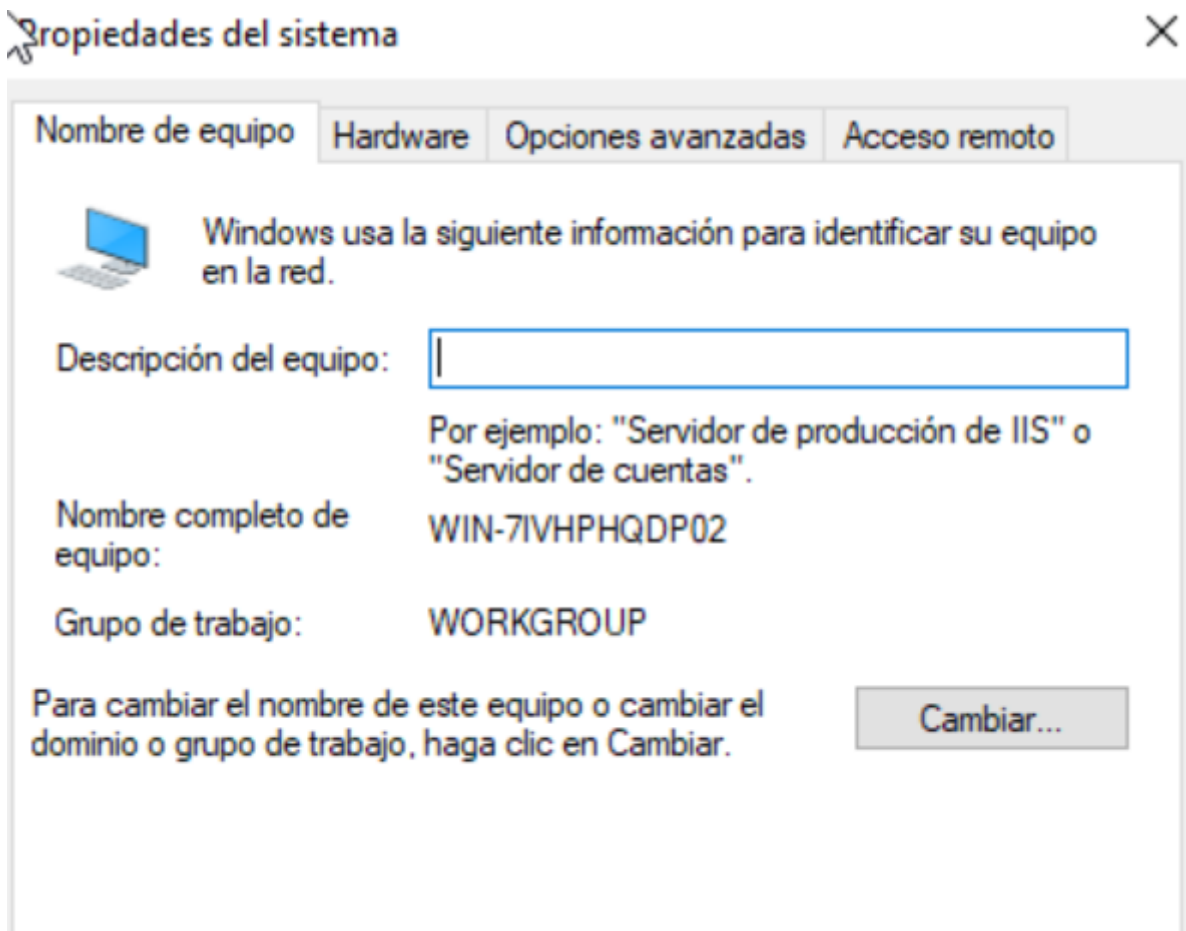 Propiedades del sistema
Nombre de equipo
Hardware
Opciones avanzadas
Acceso remoto
Windows usa la siguiente información para identificar su equipo
en la red.
Descripción del equipo:
Por ejemplo: "Servidor de producción de IIS" o
"Servidor de cuentas".
Nombre completo de
equipo:
WIN-7IVHPHQDP02
Grupo de trabajo:
WORKGROUP
Para cambiar el nombre de este equipo o cambiar el
dominio o grupo de trabajo, haga clic en Cambiar.
Cambiar...